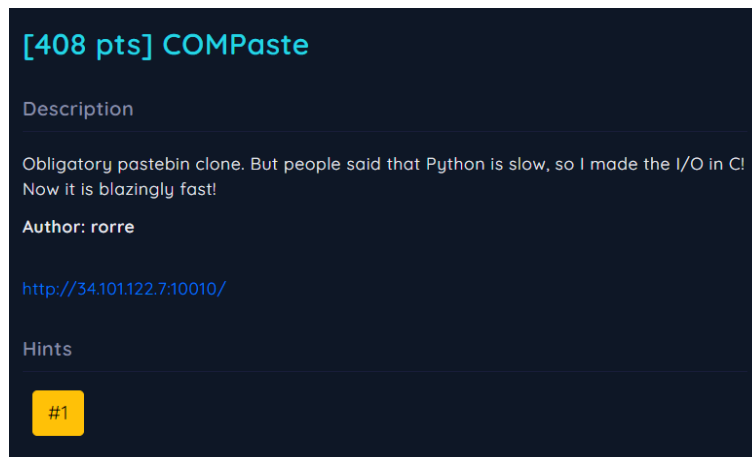 [408 pts] COMPaste
Description
Obligatory pastebin clone. But people said that Python is slow, so I made the I/O in C!
Now it is blazingly fast!
Author: rorre
http://34.101.122.7:10010/
Hints
#1